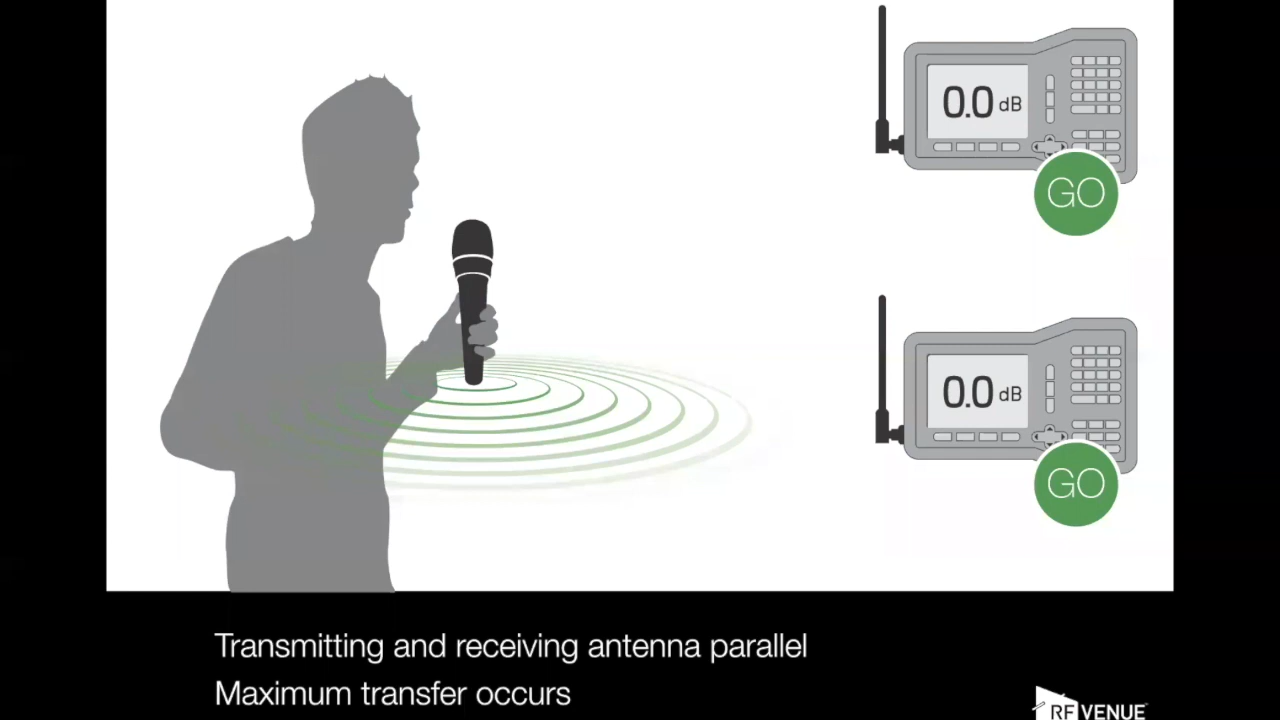 0.0 dB
GO
0.0 dB
GO
Transmitting and receiving antenna parallel
Maximum transfer occurs
RF VENUE